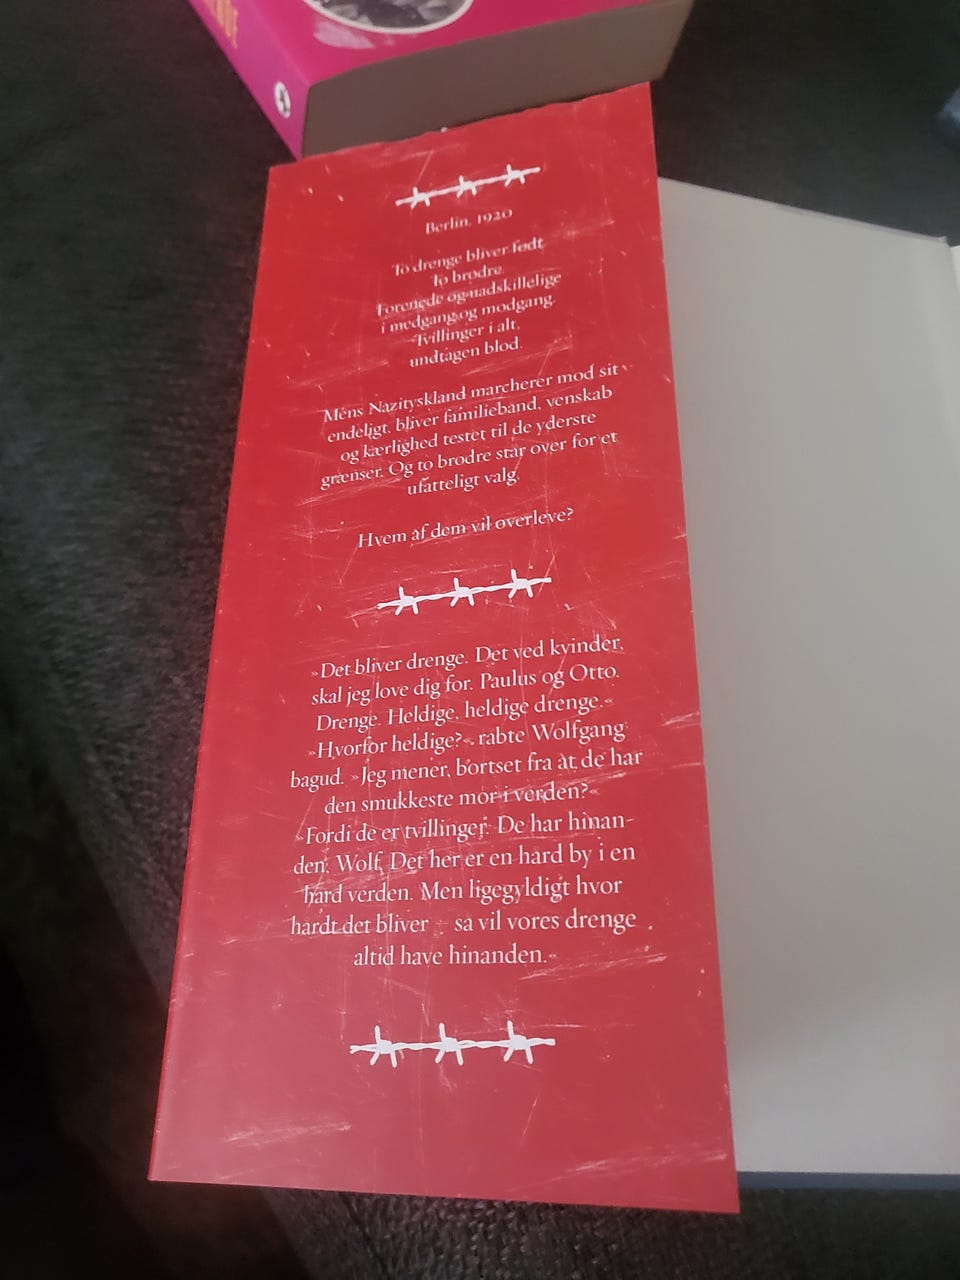 Berlin, 1920
To drenge bliver født.
To brødre.
Forenede og uadskillelige
i medgang og modgang.
Tvillinger i alt,
undtagen blod.
Mens Nazityskland marcherer mod sit
endeligt, bliver familiebånd, venskab
og kærlighed testet til de yderste
grænser. Og to brødre står over for et
ufatteligt valg.
Hvem af dem vil overleve?
»Det bliver drenge. Det ved kvinder,
skal jeg love dig for. Paulus og Otto.
Drenge. Heldige, heldige drenge.«
»Hvorfor heldige?«, råbte Wolfgang
bagud. »Jeg mener, bortset fra at de har
den smukkeste mor i verden?«
»Fordi de er tvillinger. De har hinan-
den, Wolf. Det her er en hård by i en
hård verden. Men ligegyldigt hvor
hårdt det bliver – så vil vores drenge
altid have hinanden.«